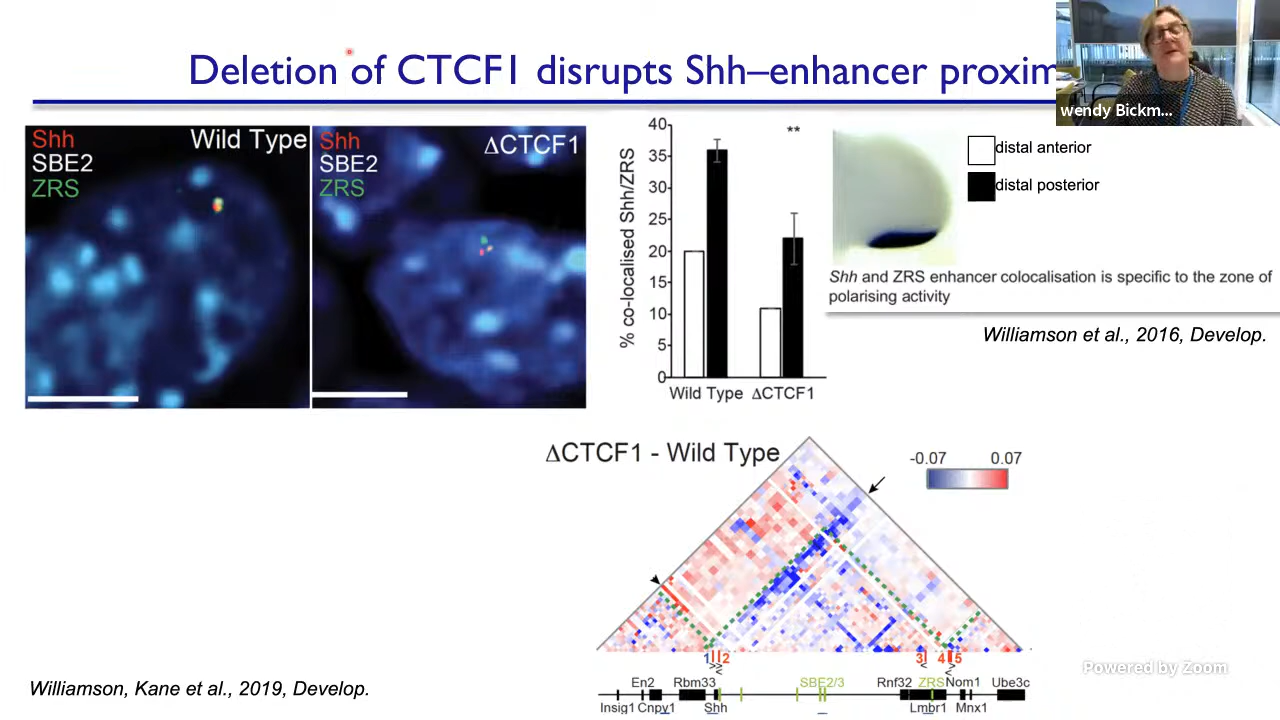 Deletion of CTCF1 disrupts Shh–enhancer proxim
wendy Bickm...
Shh
SBE2
ZRS
Wild Type
Shh
SBE2
ZRS
ΔCTCF1
% co-localised Shh/ZRS
40
35
30
25
20
15
10
5
0
**
Wild Type
ΔCTCF1
distal anterior
distal posterior
Shh and ZRS enhancer colocalisation is specific to the zone of
polarising activity
Williamson et al., 2016, Develop.
ΔCTCF1 - Wild Type
-0.07 0.07
1 2 3 4 5
En2 Rbm33 SBE2/3 Rnf32 ZRS Nom1 Ube3c
Insig1 Cnpy1 Shh Lmbr1 Mnx1
Williamson, Kane et al., 2019, Develop.
Powered by Zoom